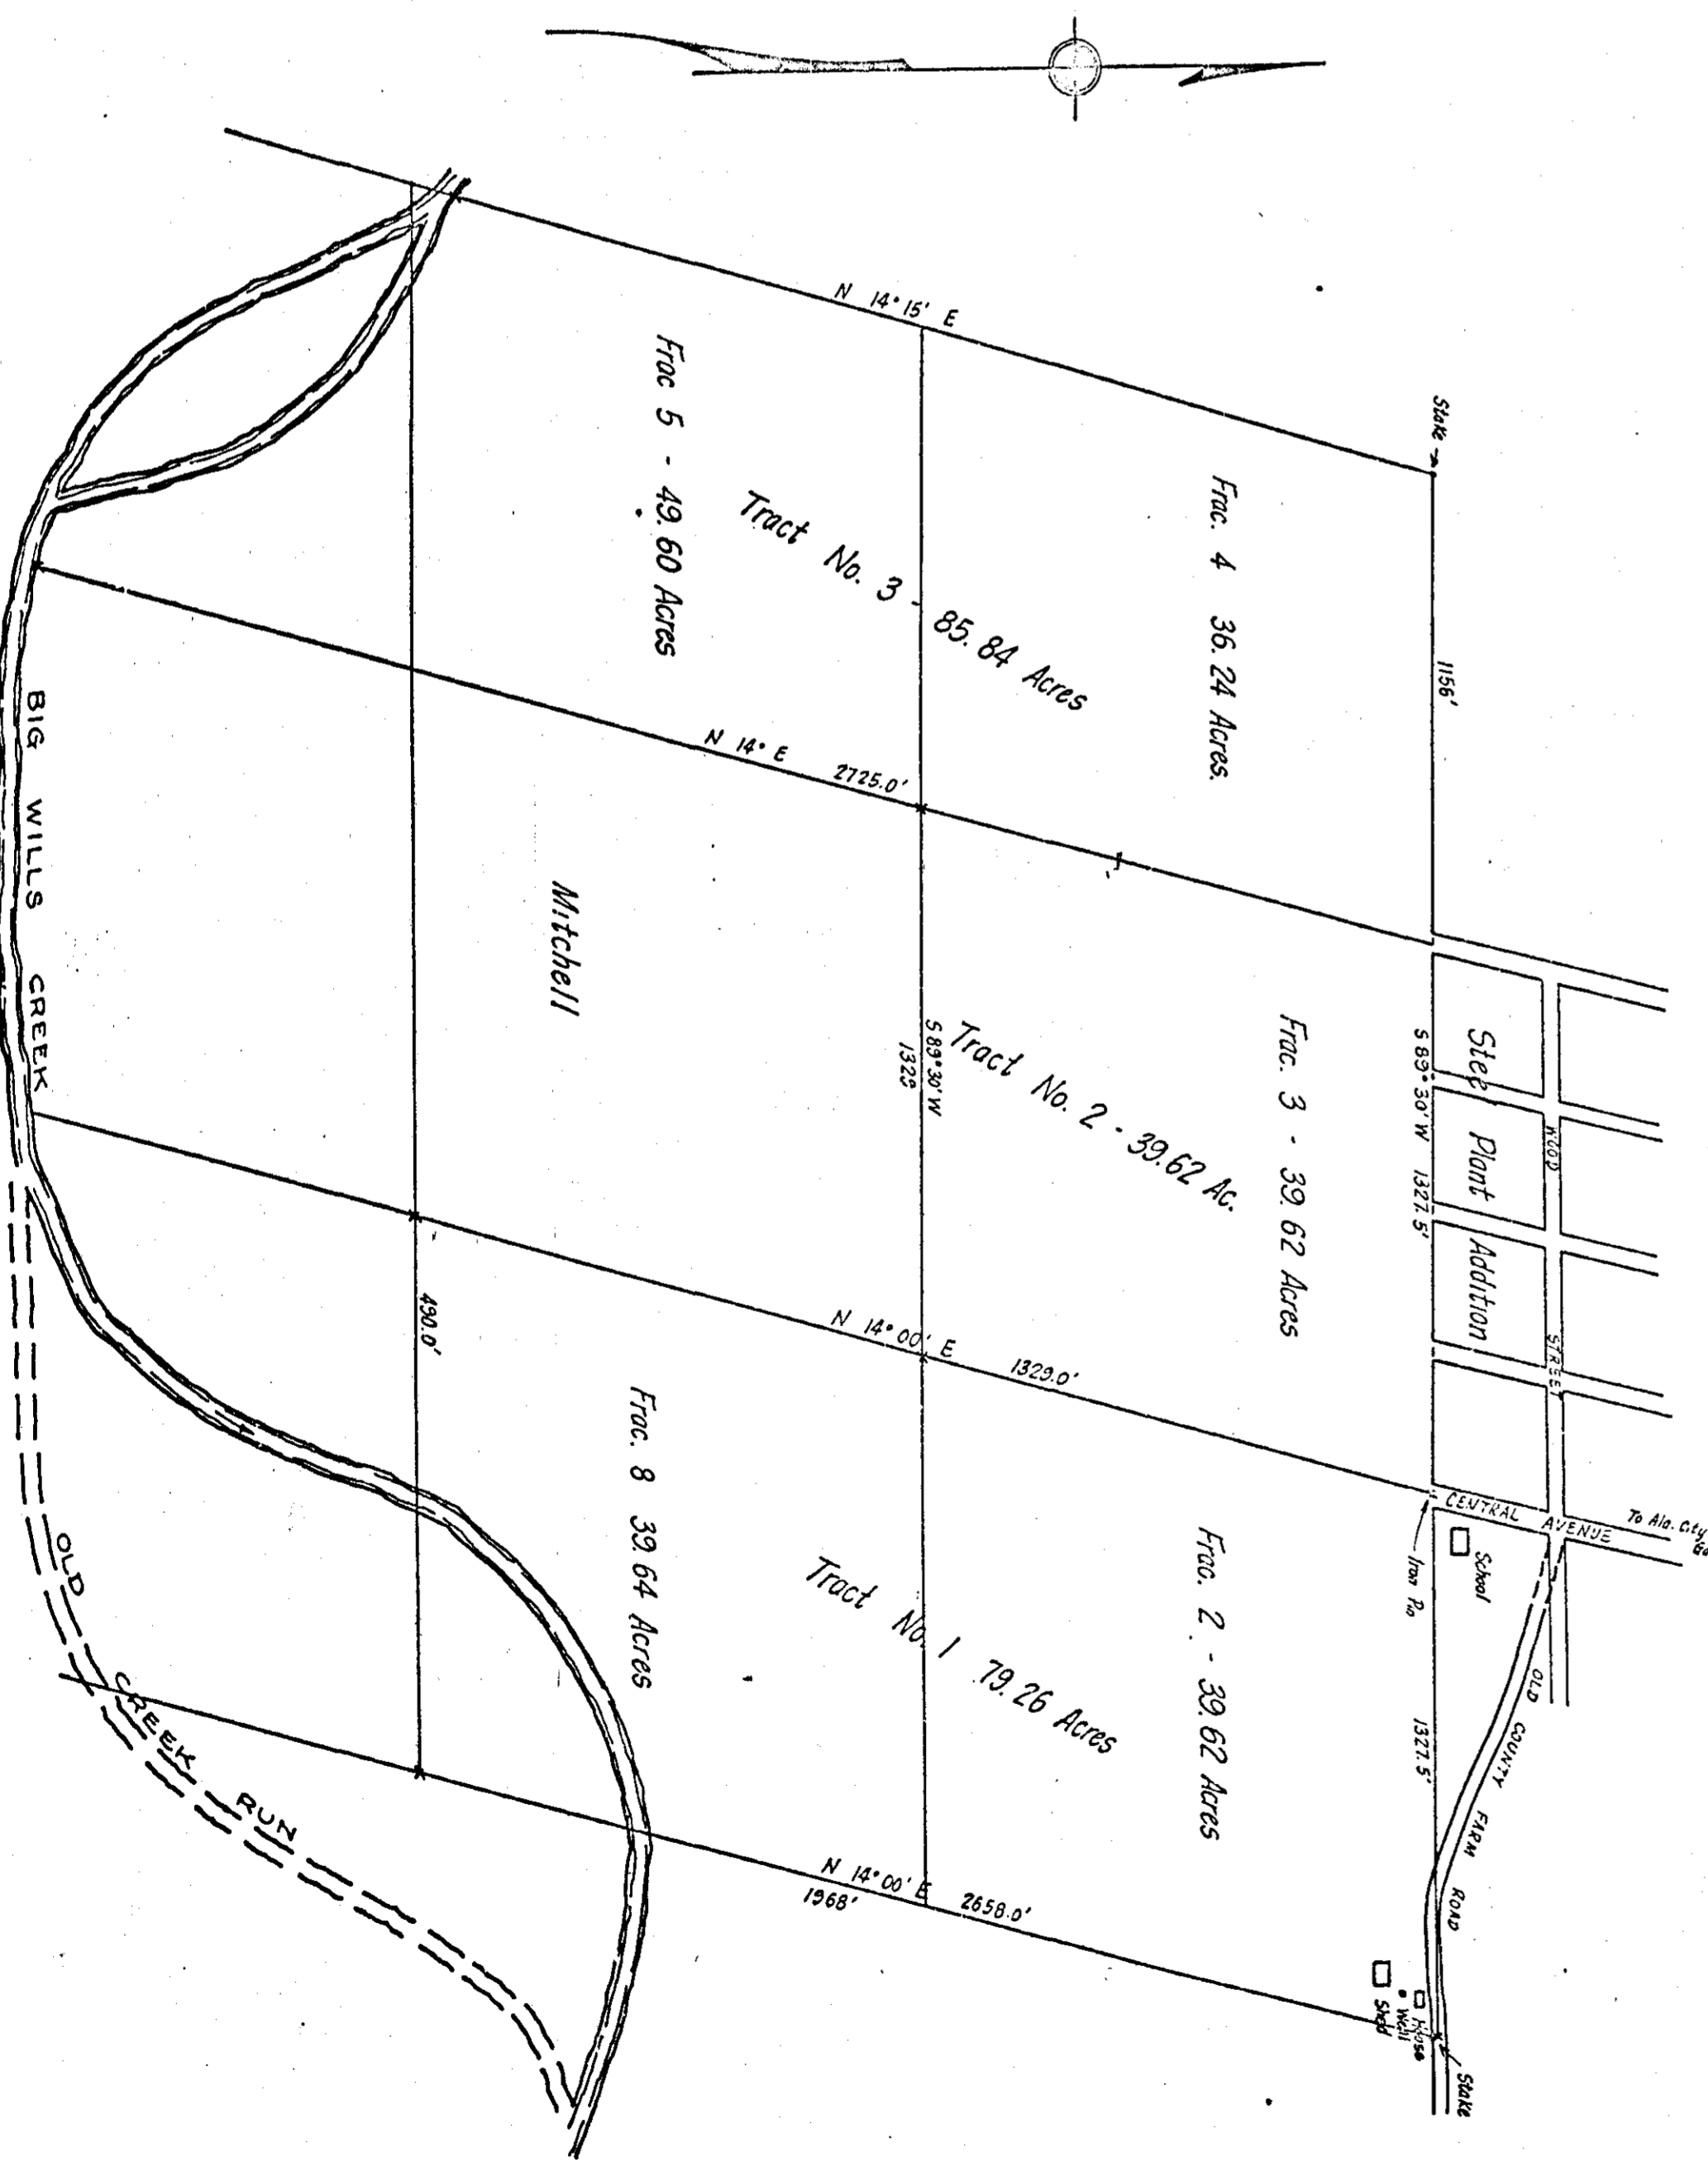 Stake
1156'
N 14° 15' E
Frac. 4 36.24 Acres.
Tract No. 3 - 85.84 Acres
Frac 5 - 49.60 Acres
N 14° E 2725.0'
Steel Plant Addition
WOOD STREET
S 89° 30' W 1327.5'
Frac. 3 - 39.62 Acres
Tract No. 2 - 39.62 Ac.
S 89° 30' W
Mitchell
N 14° 00' E 1329.0'
CENTRAL AVENUE
To Ala. City
School
Iron Pin
OLD COUNTY FARM ROAD
1327.5'
Stake
House
Well
Shed
Frac. 2 - 39.62 Acres
Tract No. 1 79.26 Acres
Frac. 8 39.64 Acres
N 14° 00' E 2658.0'
1968'
490.0'
BIG WILLS CREEK
OLD CREEK RUN